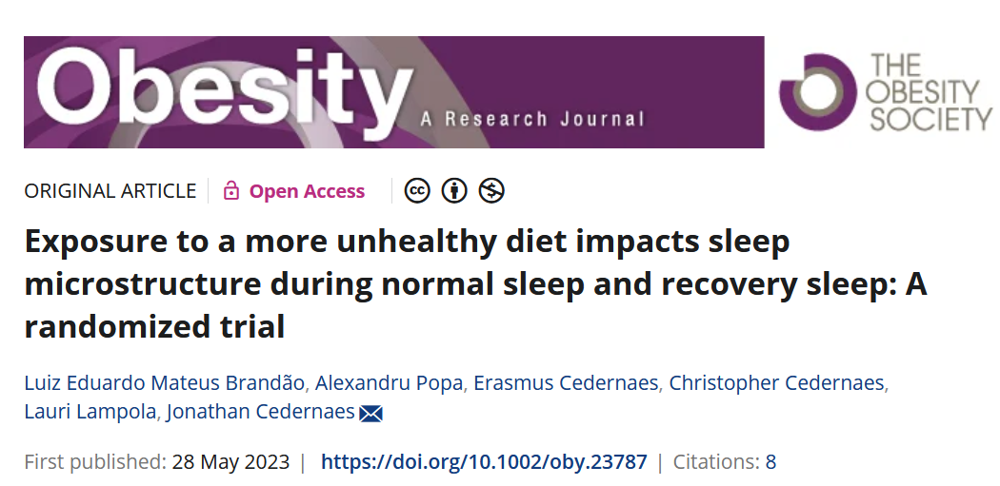 Obesity
A Research Journal
THE
OBESITY
SOCIETY
ORIGINAL ARTICLE
Open Access
cc
Exposure to a more unhealthy diet impacts sleep
microstructure during normal sleep and recovery sleep: A
randomized trial
Luiz Eduardo Mateus Brandão, Alexandru Popa, Erasmus Cedernaes, Christopher Cedernaes,
Lauri Lampola, Jonathan Cedernaes
First published: 28 May 2023 | https://doi.org/10.1002/oby.23787 | Citations: 8